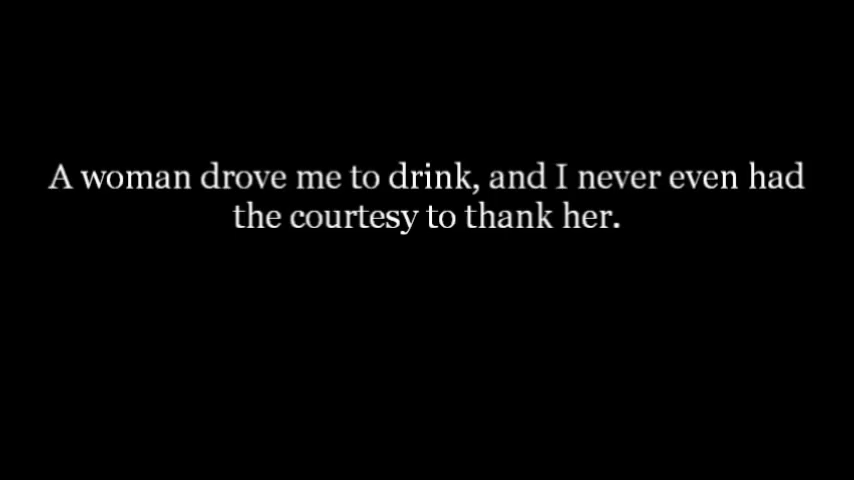 A woman drove me to drink, and I never even had
the courtesy to thank her.